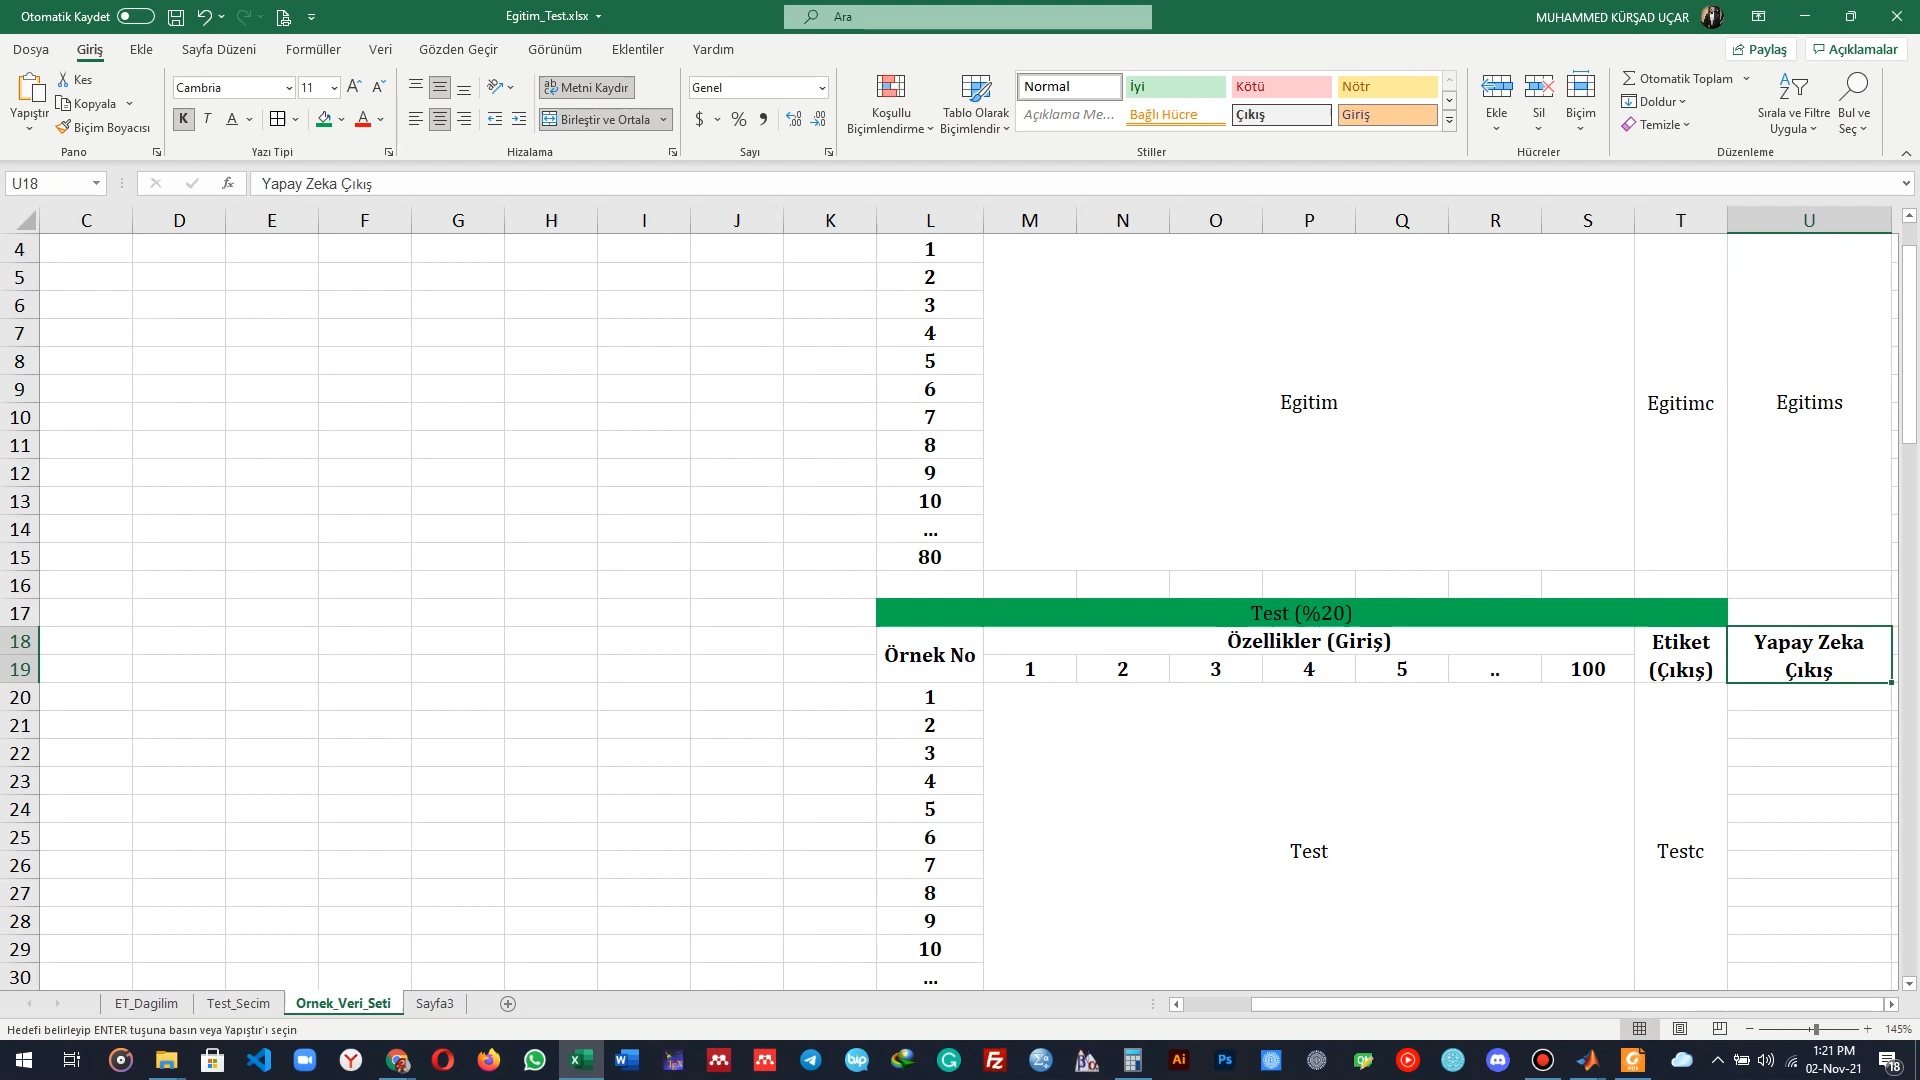 Otomatik Kaydet
Egitim_Test.xlsx
Ara
MUHAMMED KÜRŞAD UÇAR
Dosya Giriş Ekle Sayfa Düzeni Formüller Veri Gözden Geçir Görünüm Eklentiler Yardım
Paylaş Açıklamalar
Yapıştır
Kes
Kopyala
Biçim Boyacısı
Pano
Cambria 11
K T A
Yazı Tipi
Metni Kaydır
Birleştir ve Ortala
Hizalama
Genel
$ %
Sayı
Koşullu Biçimlendirme
Tablo Olarak Biçimlendir
Normal İyi Kötü Nötr
Açıklama Me... Bağlı Hücre Çıkış Giriş
Stiller
Ekle Sil Biçim
Hücreler
Otomatik Toplam
Doldur
Temizle
Sırala ve Filtre Uygula
Bul ve Seç
Düzenleme
U18
fx
Yapay Zeka Çıkış
C D E F G H I J K L M N O P Q R S T U
4 1
5 2
6 3
7 4
8 5
9 6
Egitim Egitimc Egitims
10 7
11 8
12 9
13 10
14 ...
15 80
16
17 Test (%20)
18 Örnek No Özellikler (Giriş) Etiket (Çıkış) Yapay Zeka Çıkış
19 1 2 3 4 5 .. 100
20 1
21 2
22 3
23 4
24 5
25 6
Test Testc
26 7
27 8
28 9
29 10
30 ...
ET_Dagilim Test_Secim Ornek_Veri_Seti Sayfa3
Hedefi belirleyip ENTER tuşuna basın veya Yapıştır'ı seçin
145%
1:21 PM
02-Nov-21
18